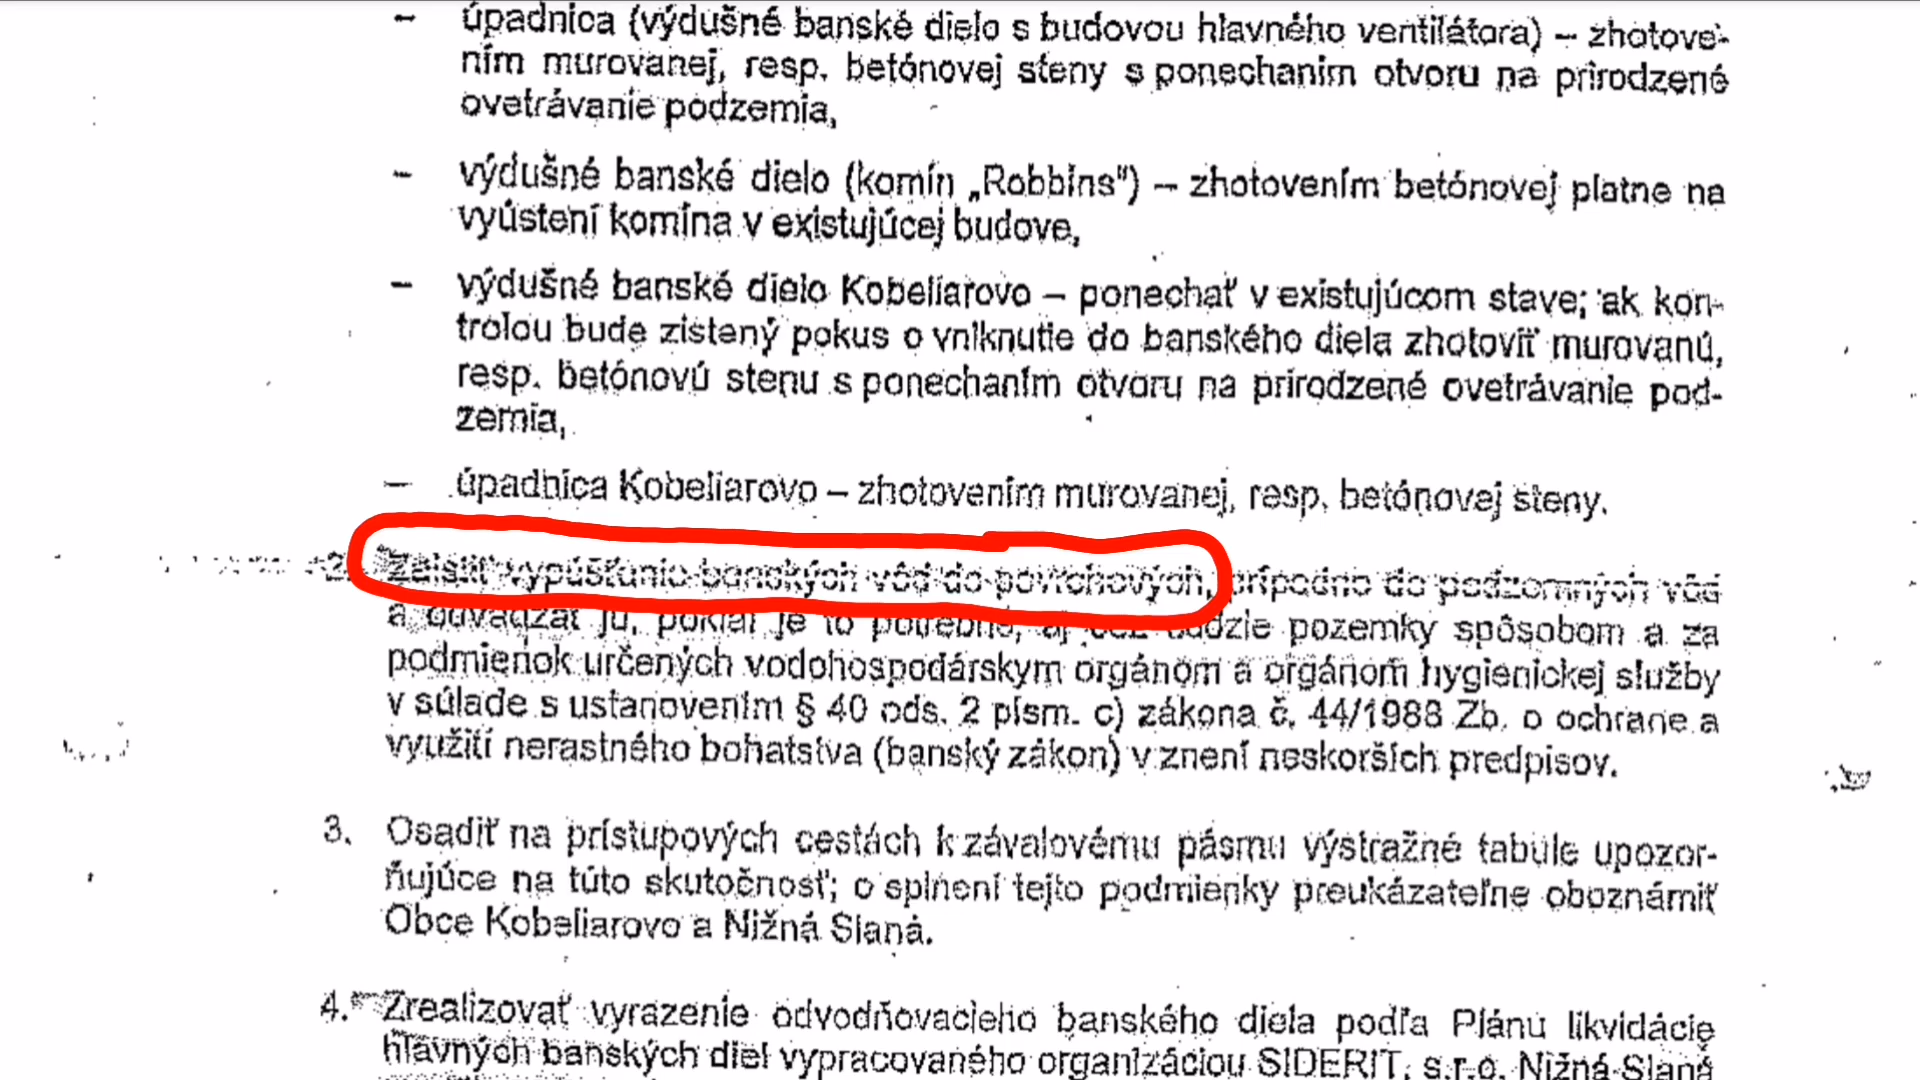 – úpadnica (výdušné banské dielo s budovou hlavného ventilátora) – zhotove-
ním murovanej, resp. betónovej steny s ponechaním otvoru na prirodzené
ovetrávanie podzemia,
– výdušné banské dielo (komín „Robbins") – zhotovením betónovej platne na
vyústení komína v existujúcej budove,
– výdušné banské dielo Kobeliarovo – ponechať v existujúcom stave; ak kon-
trolou bude zistený pokus o vniknutie do banského diela zhotoviť murovanú,
resp. betónovú stenu s ponechaním otvoru na prirodzené ovetrávanie pod-
zemia,
– úpadnica Kobeliarovo – zhotovením murovanej, resp. betónovej steny.
2. Zaistiť vypúšťanie banských vôd do povrchových, prípadne do podzemných vôd
a odvádzať ju, pokiaľ je to potrebné, aj cez cudzie pozemky spôsobom a za
podmienok určených vodohospodárskym orgánom a orgánom hygienickej služby
v súlade s ustanovením § 40 ods. 2 písm. c) zákona č. 44/1988 Zb. o ochrane a
využití nerastného bohatstva (banský zákon) v znení neskorších predpisov.
3. Osadiť na prístupových cestách k závalovému pásmu výstražné tabule upozor-
ňujúce na túto skutočnosť; o splnení tejto podmienky preukázateľne oboznámiť
Obce Kobeliarovo a Nižná Slaná.
4. Zrealizovať vyrazenie odvodňovacieho banského diela podľa Plánu likvidácie
hlavných banských diel vypracovaného organizáciou SIDERIT, s.r.o. Nižná Slaná